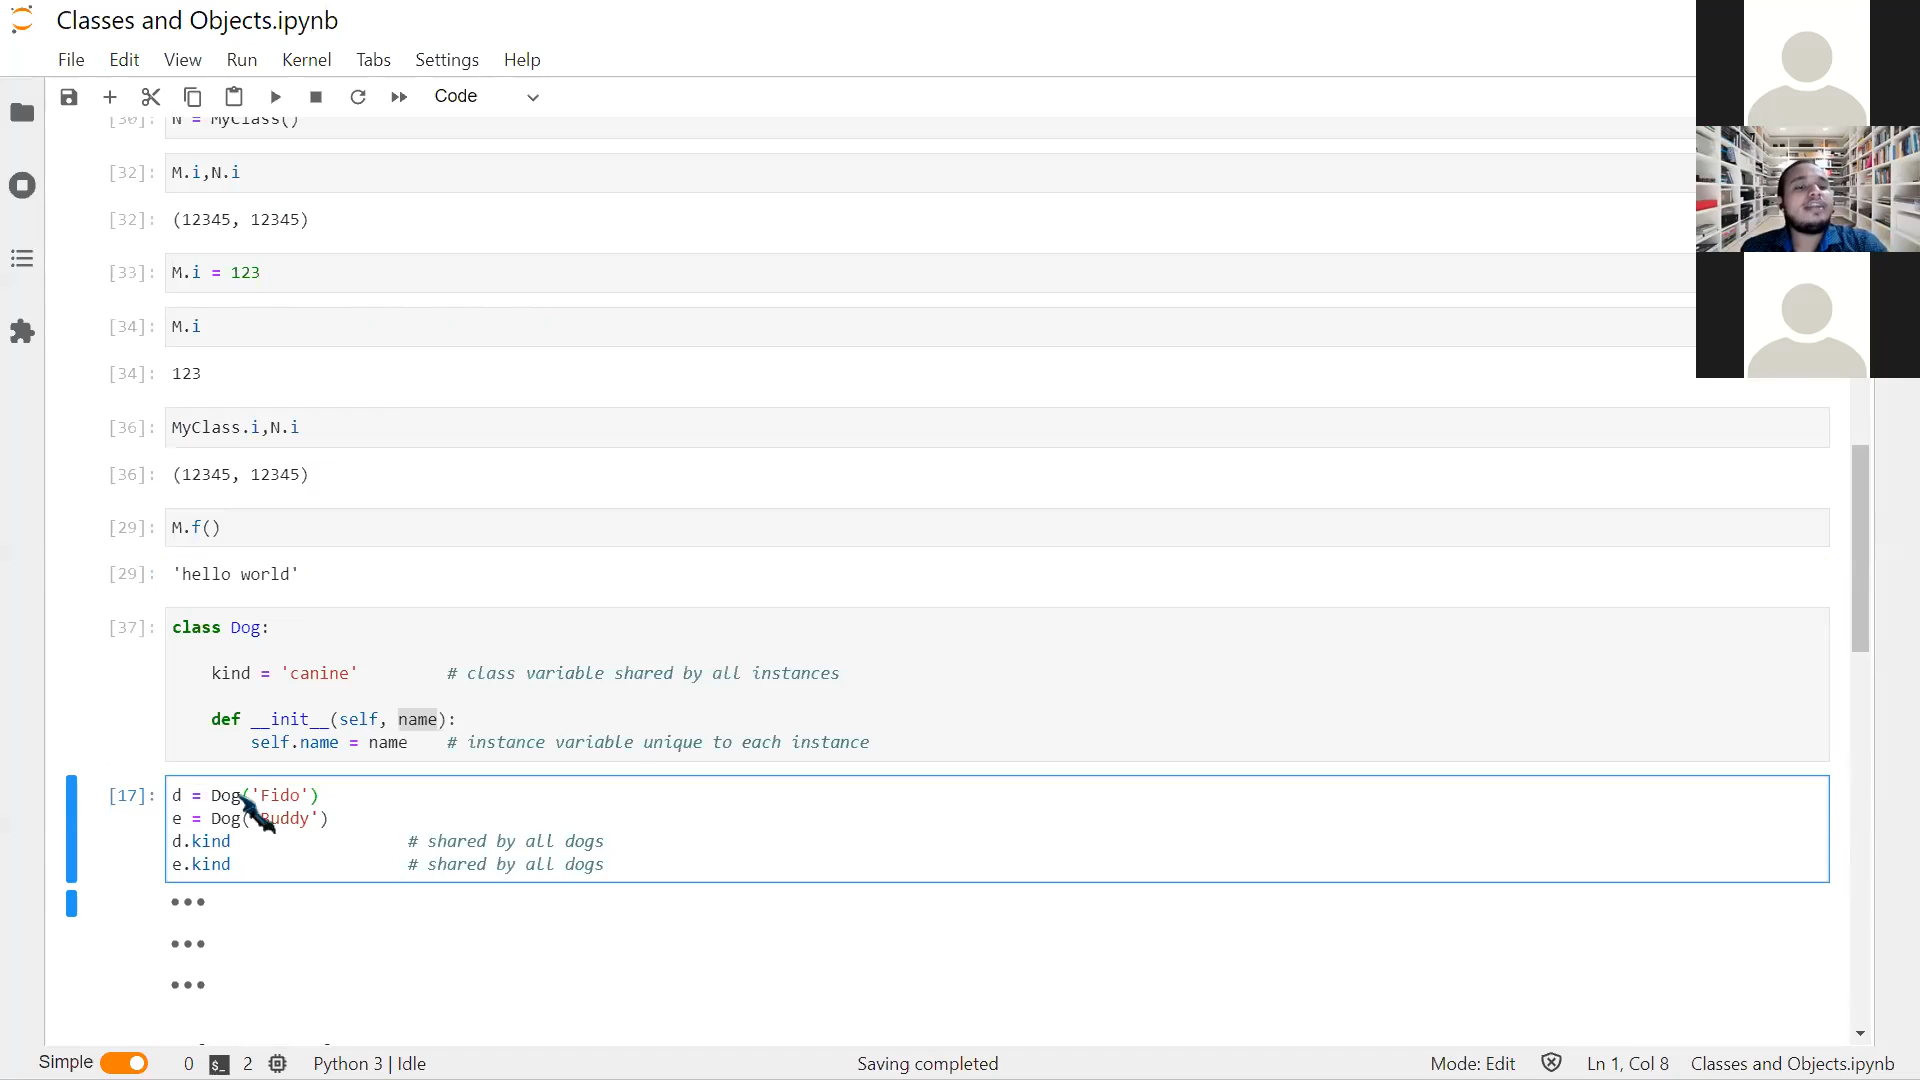 Classes and Objects.ipynb
File Edit View Run Kernel Tabs Settings Help
Code
[30]: N = MyClass()
[32]: M.i,N.i
[32]: (12345, 12345)
[33]: M.i = 123
[34]: M.i
[34]: 123
[36]: MyClass.i,N.i
[36]: (12345, 12345)
[29]: M.f()
[29]: 'hello world'
[37]: class Dog:
kind = 'canine' # class variable shared by all instances
def __init__(self, name):
self.name = name # instance variable unique to each instance
[17]: d = Dog('Fido')
e = Dog('Buddy')
d.kind # shared by all dogs
e.kind # shared by all dogs
Simple 0 $_ 2 Python 3 | Idle Saving completed Mode: Edit Ln 1, Col 8 Classes and Objects.ipynb